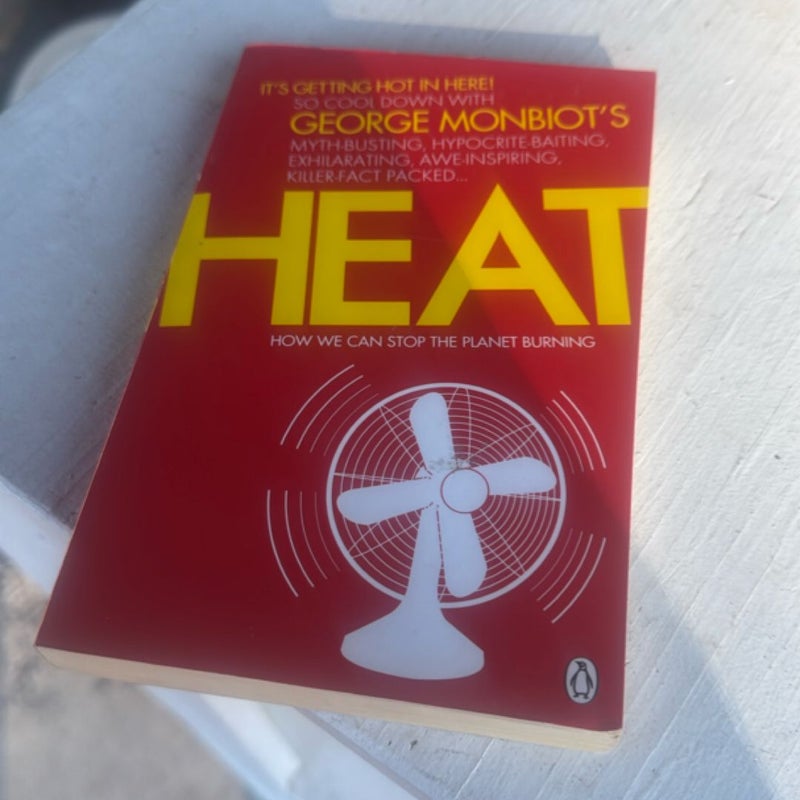 IT'S GETTING HOT IN HERE!
SO COOL DOWN WITH
GEORGE MONBIOT'S
MYTH-BUSTING, HYPOCRITE-BAITING,
EXHILARATING, AWE-INSPIRING,
KILLER-FACT PACKED...
HEAT
HOW WE CAN STOP THE PLANET BURNING